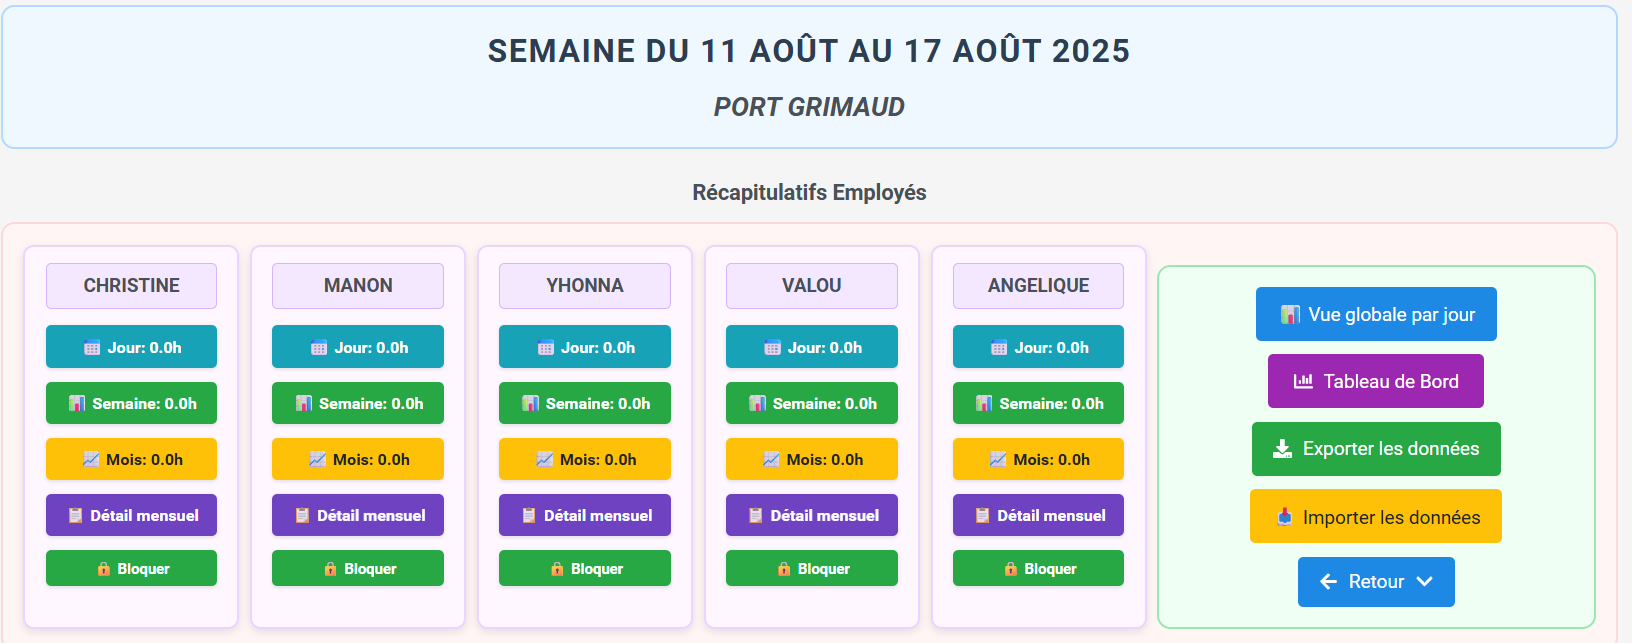 SEMAINE DU 11 AOÛT AU 17 AOÛT 2025
PORT GRIMAUD
Récapitulatifs Employés
CHRISTINE
Jour: 0.0h
Semaine: 0.0h
Mois: 0.0h
Détail mensuel
Bloquer
MANON
Jour: 0.0h
Semaine: 0.0h
Mois: 0.0h
Détail mensuel
Bloquer
YHONNA
Jour: 0.0h
Semaine: 0.0h
Mois: 0.0h
Détail mensuel
Bloquer
VALOU
Jour: 0.0h
Semaine: 0.0h
Mois: 0.0h
Détail mensuel
Bloquer
ANGELIQUE
Jour: 0.0h
Semaine: 0.0h
Mois: 0.0h
Détail mensuel
Bloquer
Vue globale par jour
Tableau de Bord
Exporter les données
Importer les données
Retour